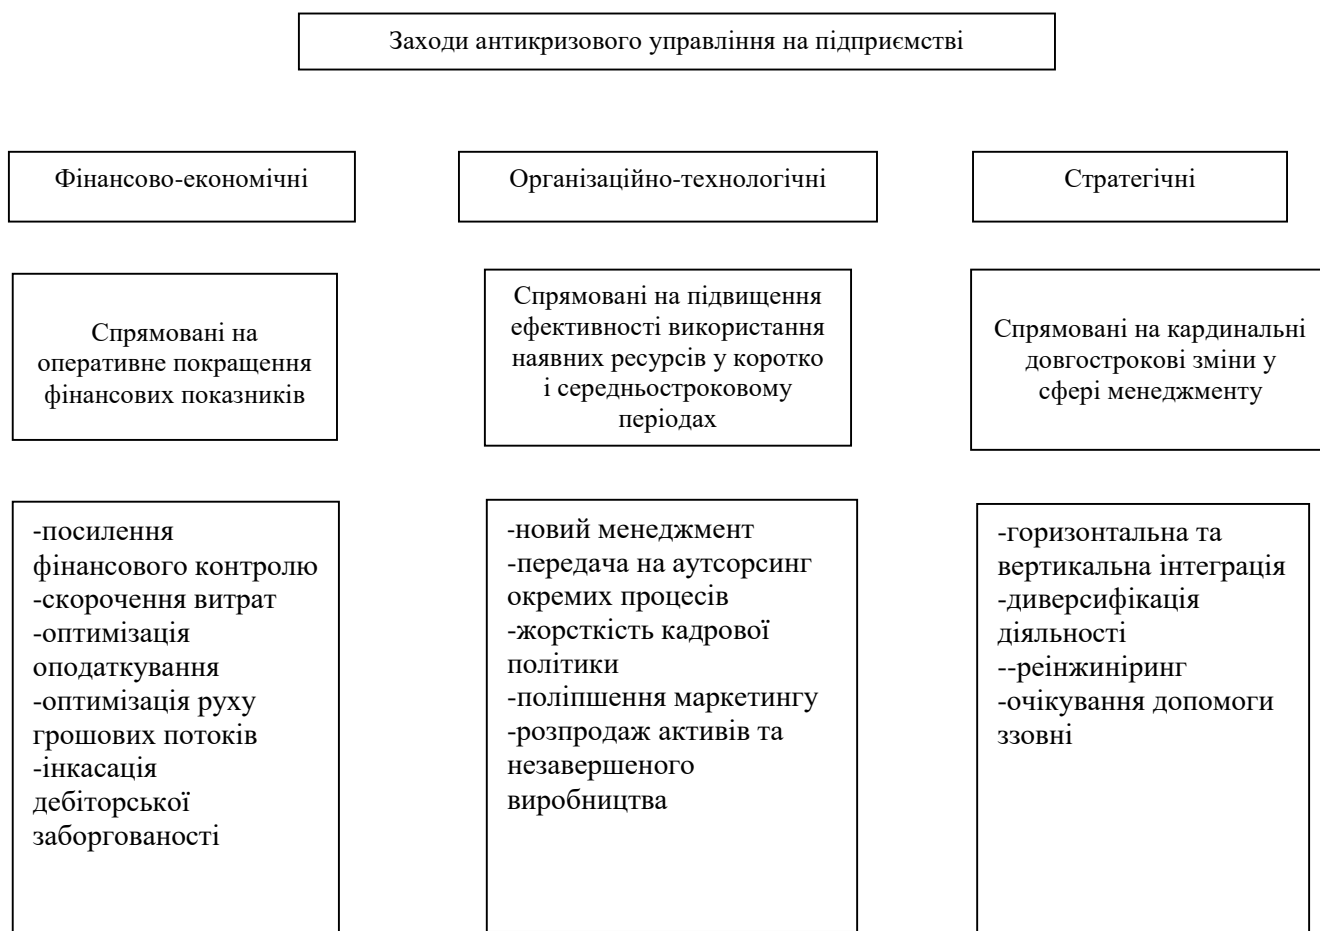 Заходи антикризового управління на підприємстві
Фінансово-економічні
Організаційно-технологічні
Стратегічні
Спрямовані на
оперативне покращення
фінансових показників
Спрямовані на підвищення
ефективності використання
наявних ресурсів у коротко
і середньостроковому
періодах
Спрямовані на кардинальні
довгострокові зміни у
сфері менеджменту
-посилення
фінансового контролю
-скорочення витрат
-оптимізація
оподаткування
-оптимізація руху
грошових потоків
-інкасація
дебіторської
заборгованості
-новий менеджмент
-передача на аутсорсинг
окремих процесів
-жорсткість кадрової
політики
-поліпшення маркетингу
-розпродаж активів та
незавершеного
виробництва
-горизонтальна та
вертикальна інтеграція
-диверсифікація
діяльності
--реінжиніринг
-очікування допомоги
ззовні